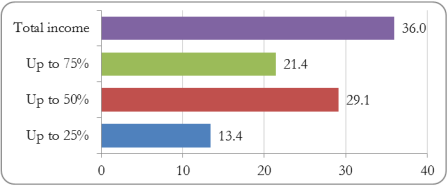 Total income 36.0
Up to 75% 21.4
Up to 50% 29.1
Up to 25% 13.4
0 10 20 30 40